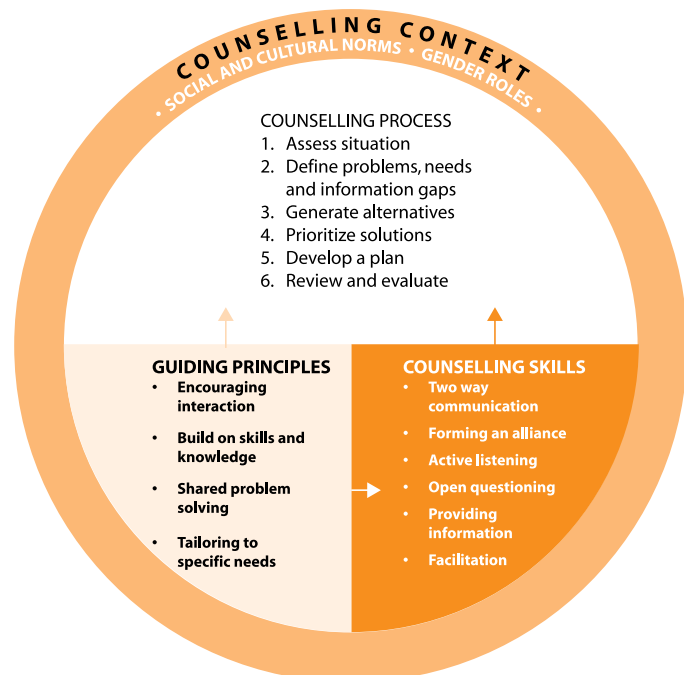 COUNSELLING CONTEXT
• SOCIAL AND CULTURAL NORMS • GENDER ROLES •
COUNSELLING PROCESS
1. Assess situation
2. Define problems, needs
and information gaps
3. Generate alternatives
4. Prioritize solutions
5. Develop a plan
6. Review and evaluate
GUIDING PRINCIPLES
• Encouraging
interaction
• Build on skills and
knowledge
• Shared problem
solving
• Tailoring to
specific needs
COUNSELLING SKILLS
• Two way
communication
• Forming an alliance
• Active listening
• Open questioning
• Providing
information
• Facilitation